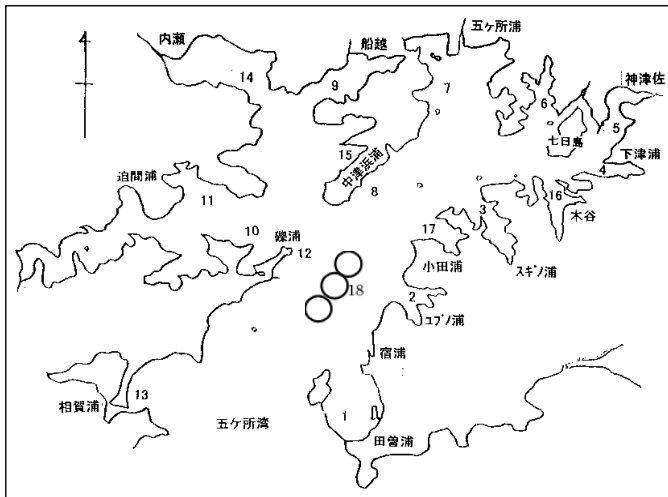 五ヶ所浦
内瀬
船越
14
9
7
神津佐
6
5
七日島
下津浦
4
15
中津浜浦
迫間浦
8
16
木谷
11
3
10
17
礫浦
12
小田浦
スギノ浦
18
2
ユブノ浦
宿浦
13
相賀浦
1
五ケ所湾
田曽浦